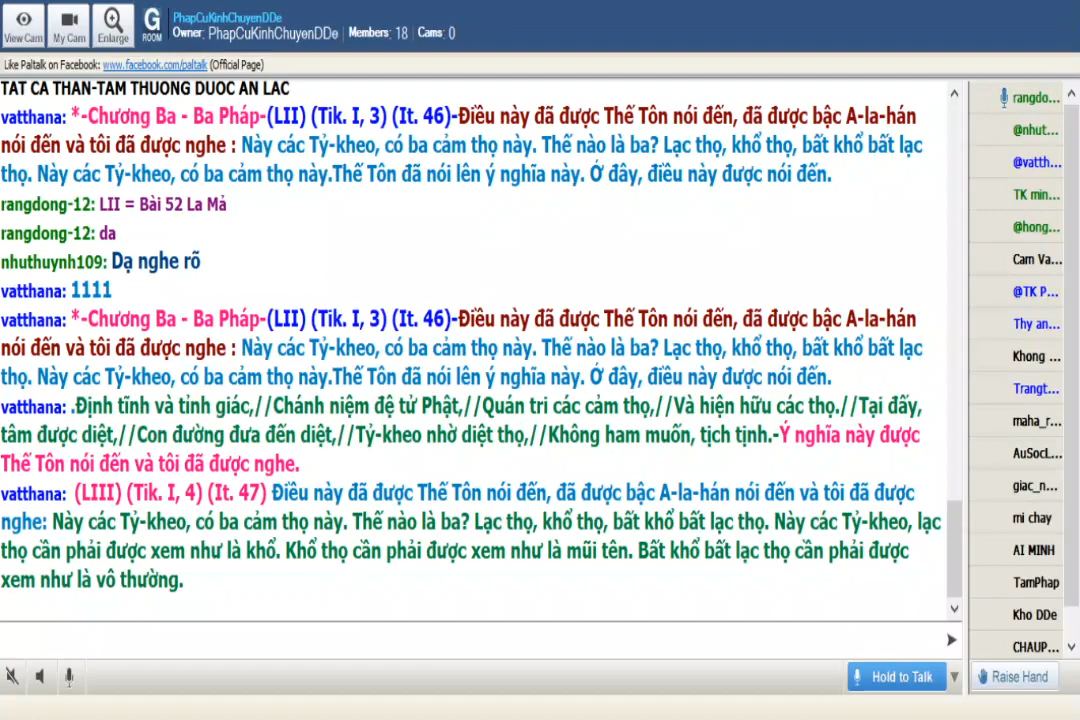 PhapCuKinhChuyenDDe
Owner: PhapCuKinhChuyenDDe | Members: 18 | Cams: 0
View Cam
My Cam
Enlarge
G
ROOM
Like Paltalk on Facebook: www.facebook.com/paltalk (Official Page)
TAT CA THAN-TAM THUONG DUOC AN LAC
vatthana: *-Chương Ba - Ba Pháp-(LII) (Tik. I, 3) (It. 46)-Điều này đã được Thế Tôn nói đến, đã được bậc A-la-hán
nói đến và tôi đã được nghe : Này các Tỷ-kheo, có ba cảm thọ này. Thế nào là ba? Lạc thọ, khổ thọ, bất khổ bất lạc
thọ. Này các Tỷ-kheo, có ba cảm thọ này.Thế Tôn đã nói lên ý nghĩa này. Ở đây, điều này được nói đến.
rangdong-12: LII = Bài 52 La Mả
rangdong-12: da
nhuthuynh109: Dạ nghe rõ
vatthana: 1111
vatthana: *-Chương Ba - Ba Pháp-(LII) (Tik. I, 3) (It. 46)-Điều này đã được Thế Tôn nói đến, đã được bậc A-la-hán
nói đến và tôi đã được nghe : Này các Tỷ-kheo, có ba cảm thọ này. Thế nào là ba? Lạc thọ, khổ thọ, bất khổ bất lạc
thọ. Này các Tỷ-kheo, có ba cảm thọ này.Thế Tôn đã nói lên ý nghĩa này. Ở đây, điều này được nói đến.
vatthana: .Định tĩnh và tỉnh giác,//Chánh niệm đệ tử Phật,//Quán tri các cảm thọ,//Và hiện hữu các thọ.//Tại đấy,
tâm được diệt,//Con đường đưa đến diệt,//Tỷ-kheo nhờ diệt thọ,//Không ham muốn, tịch tịnh.-Ý nghĩa này được
Thế Tôn nói đến và tôi đã được nghe.
vatthana: (LIII) (Tik. I, 4) (It. 47) Điều này đã được Thế Tôn nói đến, đã được bậc A-la-hán nói đến và tôi đã được
nghe: Này các Tỷ-kheo, có ba cảm thọ này. Thế nào là ba? Lạc thọ, khổ thọ, bất khổ bất lạc thọ. Này các Tỷ-kheo, lạc
thọ cần phải được xem như là khổ. Khổ thọ cần phải được xem như là mũi tên. Bất khổ bất lạc thọ cần phải được
xem như là vô thường.
rangdo...
@nhut...
@vatth...
TK min...
@hong...
Cam Va...
@TK P...
Thy an...
Khong ...
Trangt...
maha_r...
AuSocL...
giac_n...
mi chay
AI MINH
TamPhap
Kho DDe
CHAUP...
Hold to Talk
Raise Hand